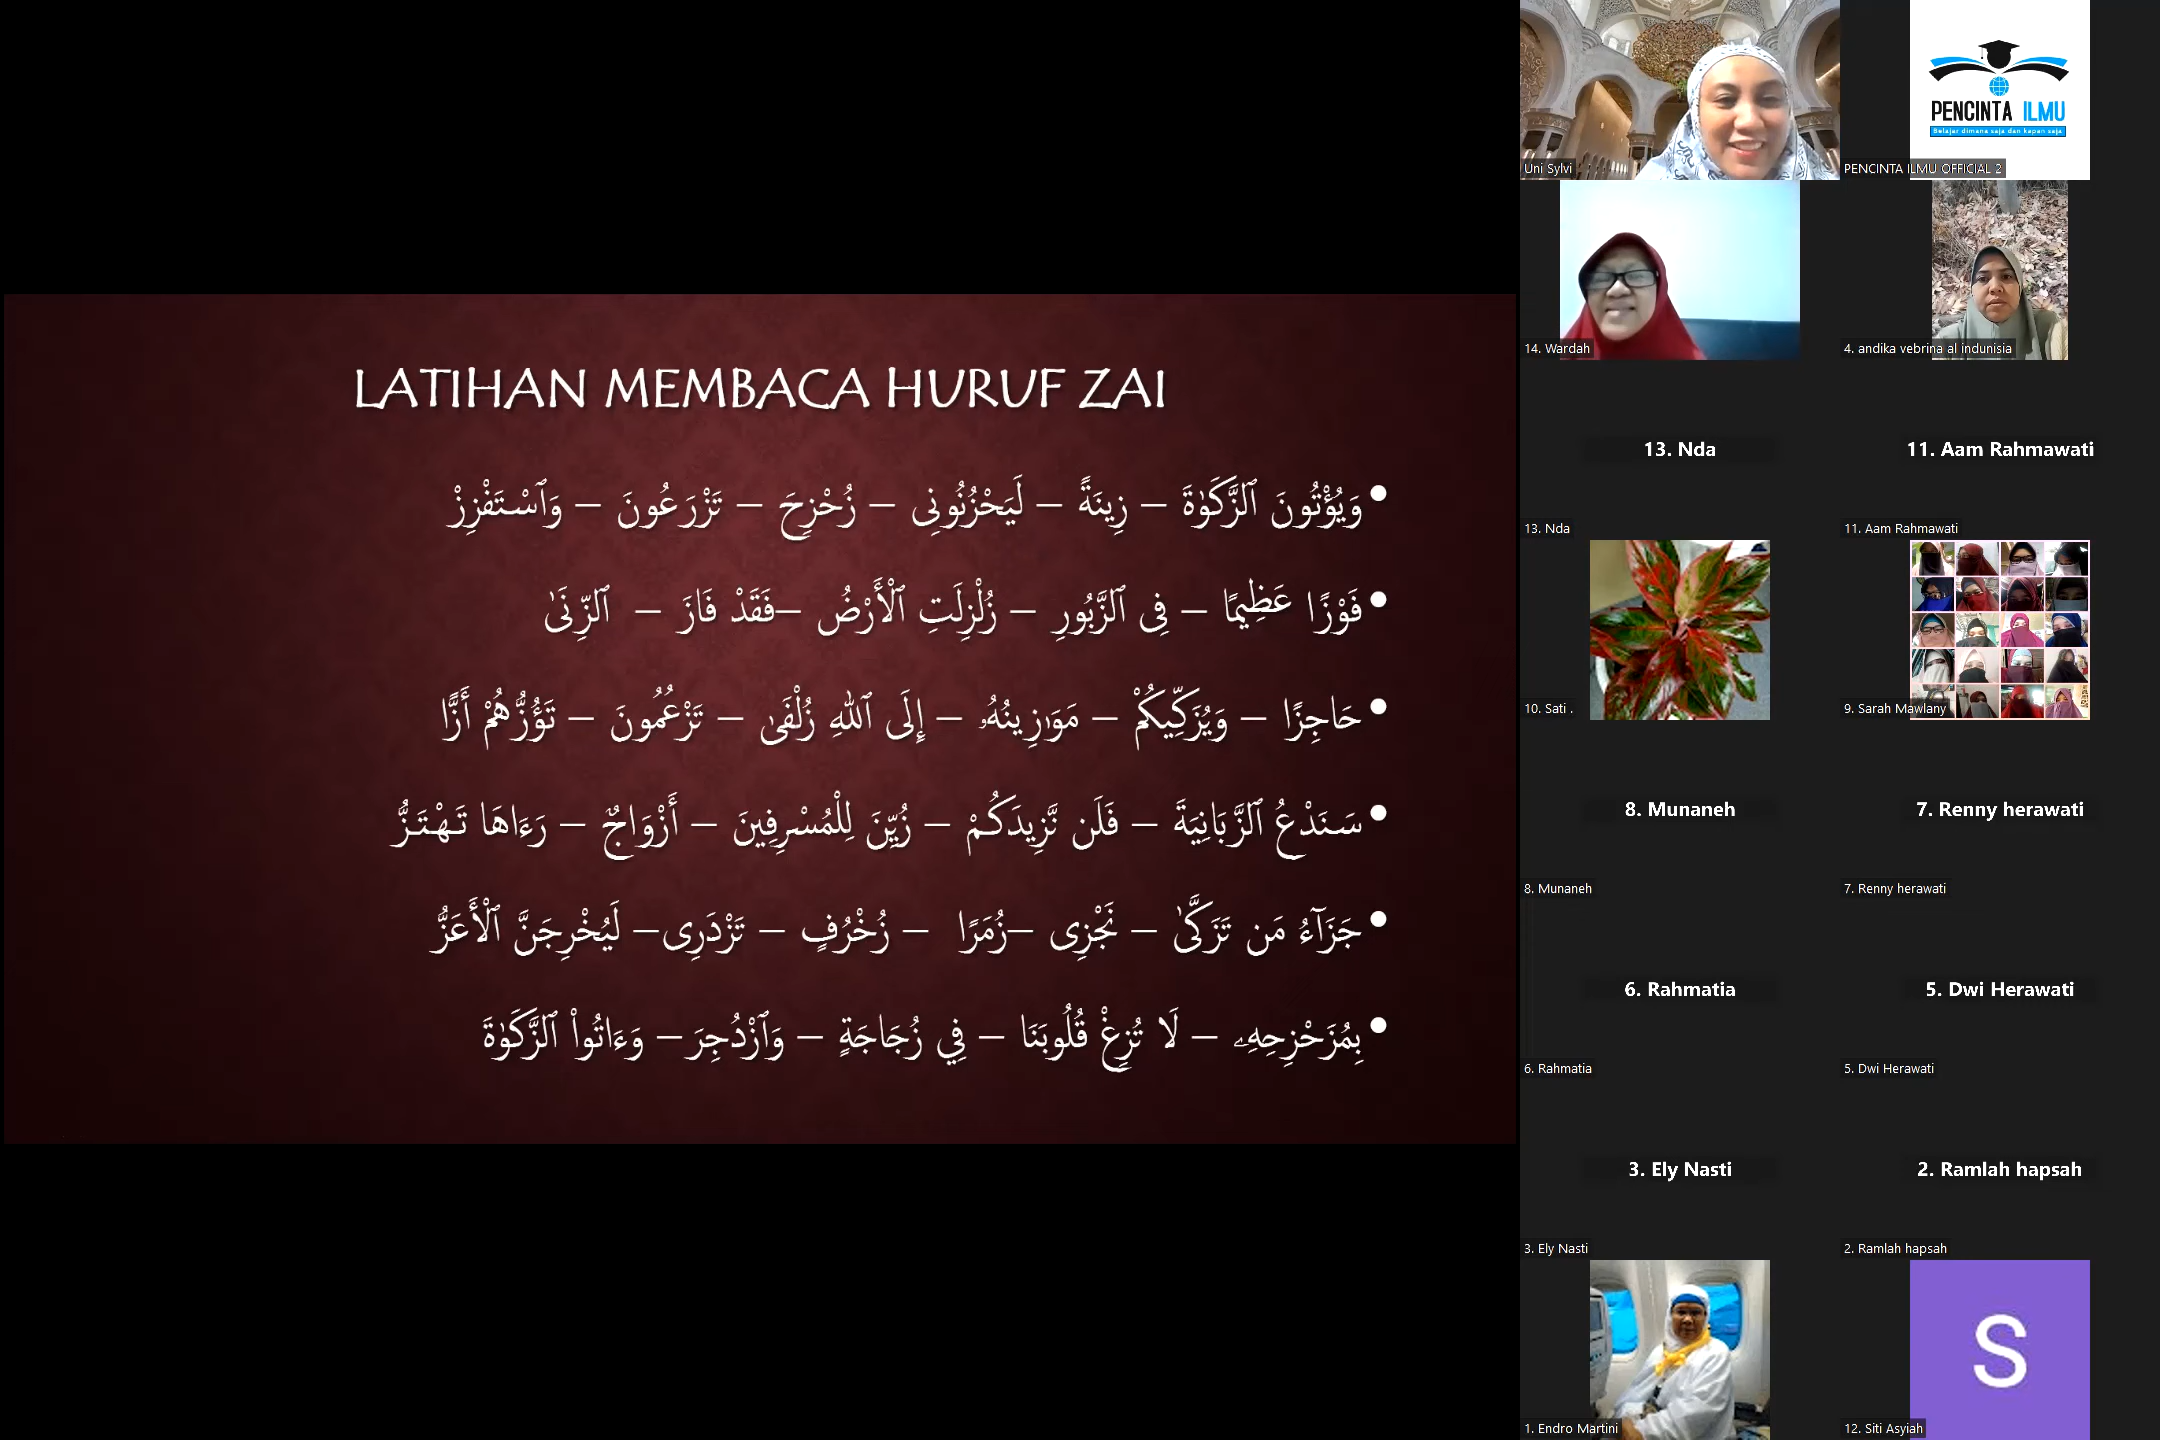 LATIHAN MEMBACA HURUF ZAI
• وَيُؤْتُونَ ٱلزَّكَوٰةَ – زِينَةً – لَيَحْزُنُونِى – زُحْزِحَ – تَزْرَعُونَ – وَٱسْتَفْزِزْ
• فَوْزًا عَظِيمًا – فِى ٱلزَّبُورِ – زُلْزِلَتِ ٱلْأَرْضُ –فَقَدْ فَازَ – ٱلزِّنَىٰ
• حَاجِزًا – وَيُزَكِّيكُمْ – مَوَٰزِينُهُۥ – إِلَى ٱللَّهِ زُلْفَىٰ – تَزْعُمُونَ – تَؤُزُّهُمْ أَزًّا
• سَنَدْعُ ٱلزَّبَانِيَةَ – فَلَن نَّزِيدَكُمْ – زُيِّنَ لِلْمُسْرِفِينَ – أَزْوَاجٌ – رَءَاهَا تَهْتَزُّ
• جَزَآءُ مَن تَزَكَّىٰ – نَجْزِى –زُمَرًا – زُخْرُفٍ – تَزْدَرِى– لَيُخْرِجَنَّ ٱلْأَعَزُّ
• بِمُزَحْزِحِهِۦ – لَا تُزِغْ قُلُوبَنَا – فِي زُجَاجَةٍ – وَٱزْدُجِرَ– وَءَاتُوا۟ ٱلزَّكَوٰةَ
Uni Sylvi
PENCINTA ILMU
Belajar dimana saja dan kapan saja
PENCINTA ILMU OFFICIAL 2
14. Wardah
4. andika vebrina al indunisia
13. Nda
11. Aam Rahmawati
13. Nda
11. Aam Rahmawati
10. Sati .
9. Sarah Mawlany
8. Munaneh
7. Renny herawati
8. Munaneh
7. Renny herawati
6. Rahmatia
5. Dwi Herawati
6. Rahmatia
5. Dwi Herawati
3. Ely Nasti
2. Ramlah hapsah
3. Ely Nasti
2. Ramlah hapsah
S
1. Endro Martini
12. Siti Asyiah